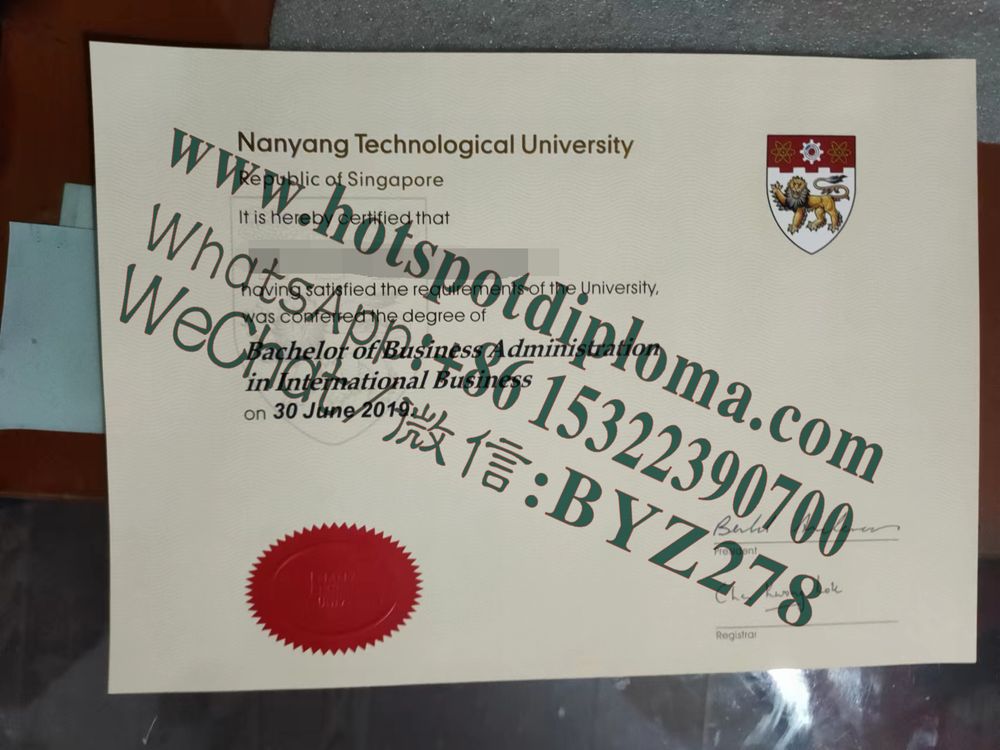 Nanyang Technological University
Republic of Singapore
It is hereby certified that
having satisfied the requirements of the University,
was conferred the degree of
Bachelor of Business Administration
in International Business
on 30 June 2019
www.hotspotdiploma.com
WhatsApp:+86 15322390700
WeChat/微信:BYZ278
President
Registrar